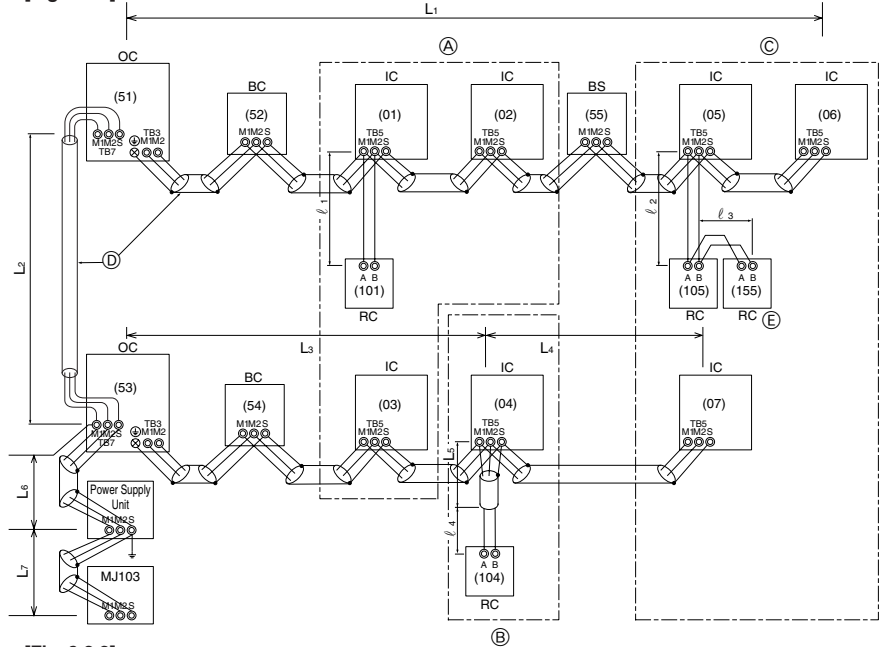 L1
A
C
OC
(51)
M1M2S
TB7
TB3
M1M2
BC
(52)
M1M2S
IC
(01)
TB5
M1M2S
IC
(02)
TB5
M1M2S
BS
(55)
M1M2S
IC
(05)
TB5
M1M2S
IC
(06)
TB5
M1M2S
L2
D
ℓ1
A B
(101)
RC
ℓ2
ℓ3
A B
(105)
RC
A B
(155)
RC
E
L3
L4
OC
(53)
M1M2S
TB7
TB3
M1M2
BC
(54)
M1M2S
IC
(03)
TB5
M1M2S
IC
(04)
TB5
M1M2S
IC
(07)
TB5
M1M2S
L5
ℓ4
A B
(104)
RC
B
L6
Power Supply
Unit
M1M2S
L7
MJ103
M1M2S